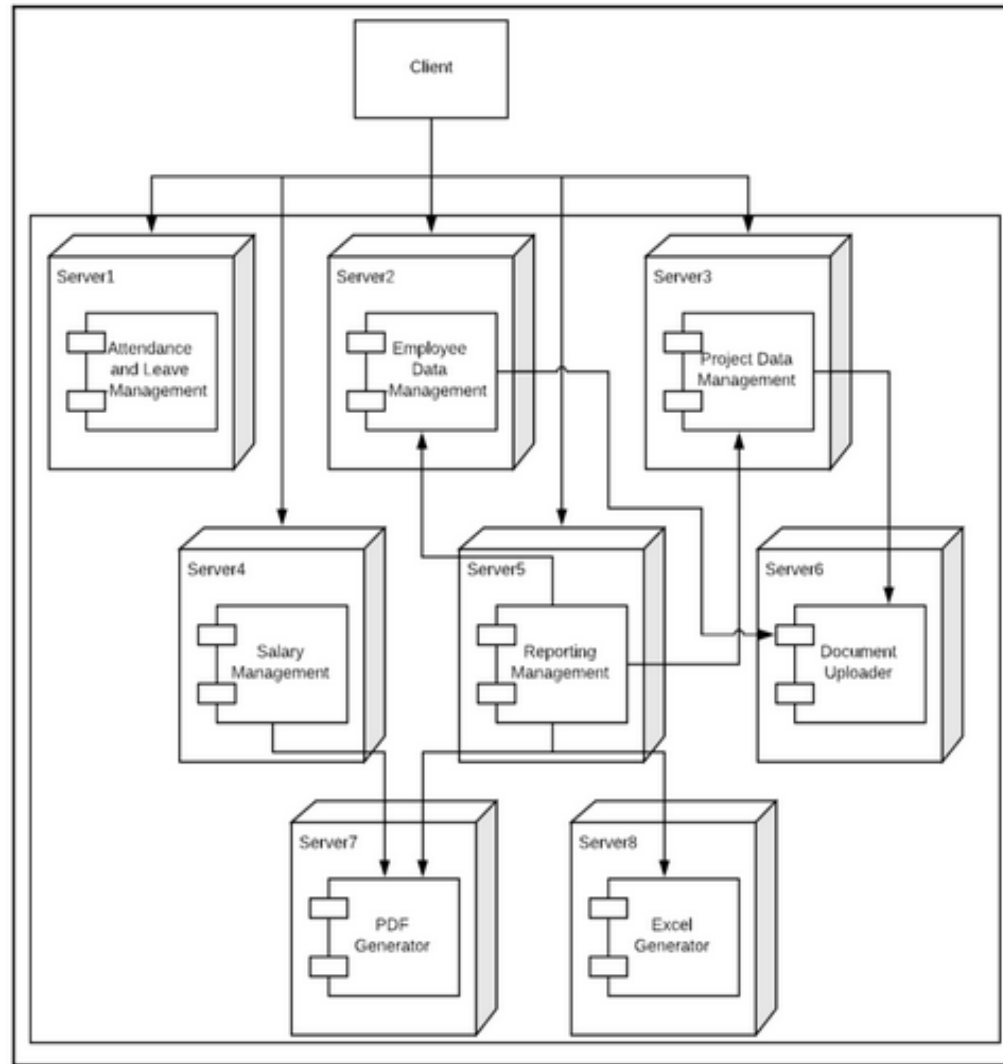 Client
Server1
Attendance
and Leave
Management
Server2
Employee
Data
Management
Server3
Project Data
Management
Server4
Salary
Management
Server5
Reporting
Management
Server6
Document
Uploader
Server7
PDF
Generator
Server8
Excel
Generator